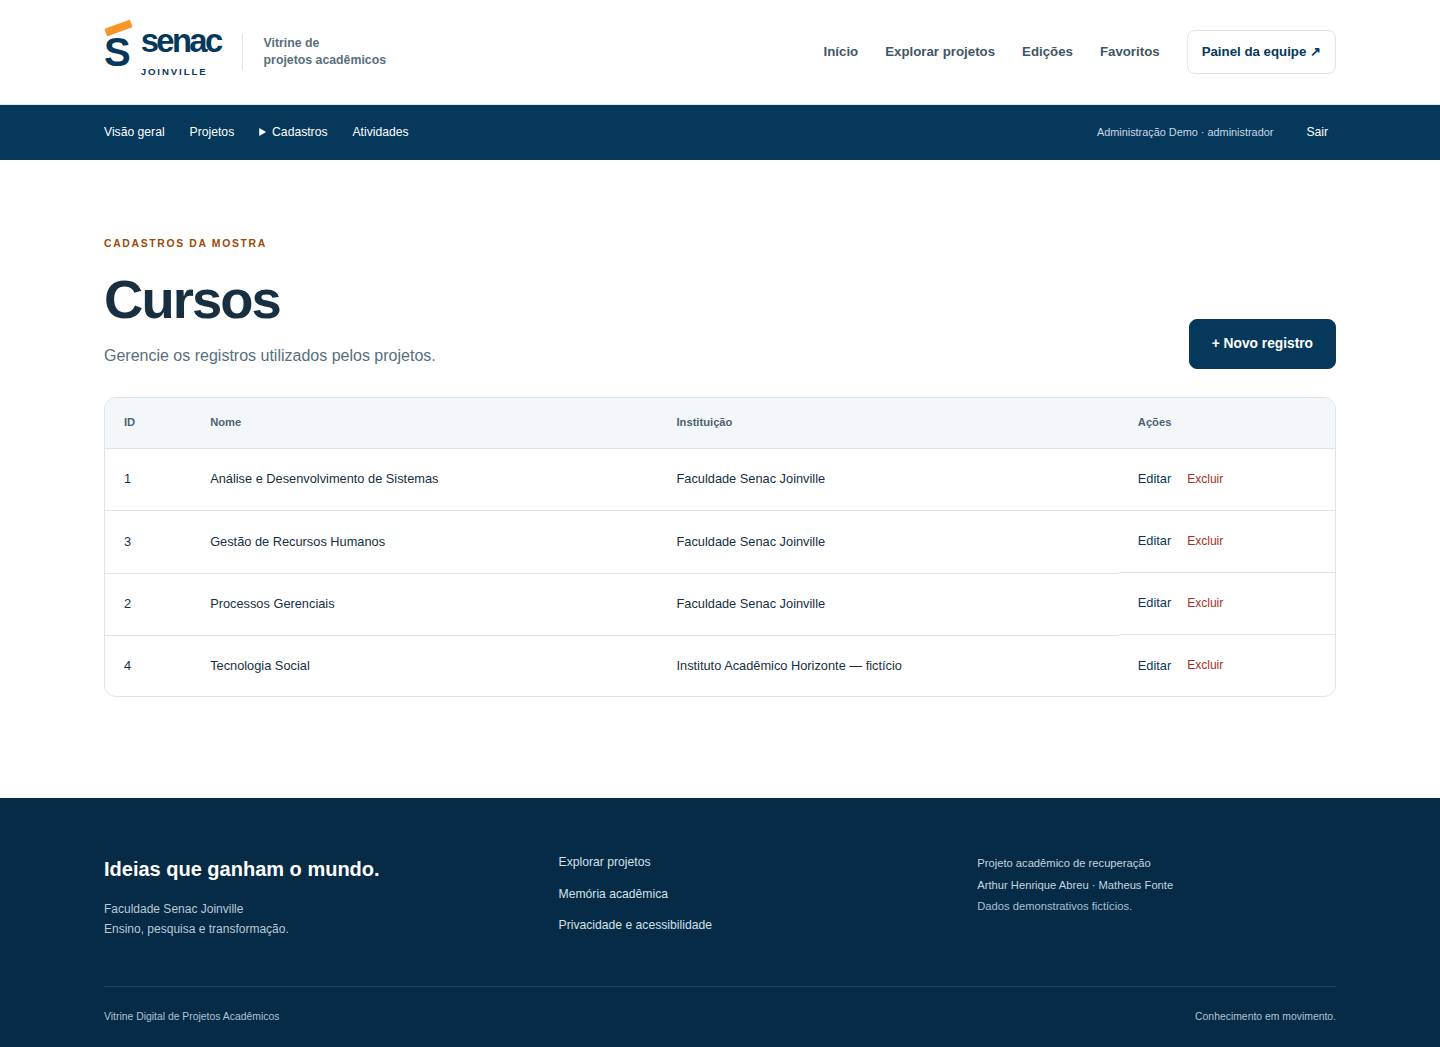 S senac
JOINVILLE
Vitrine de
projetos acadêmicos
Início Explorar projetos Edições Favoritos Painel da equipe ↗
Visão geral Projetos ▶ Cadastros Atividades Administração Demo · administrador Sair
CADASTROS DA MOSTRA
Cursos
Gerencie os registros utilizados pelos projetos.
+ Novo registro
ID Nome Instituição Ações
1 Análise e Desenvolvimento de Sistemas Faculdade Senac Joinville Editar Excluir
3 Gestão de Recursos Humanos Faculdade Senac Joinville Editar Excluir
2 Processos Gerenciais Faculdade Senac Joinville Editar Excluir
4 Tecnologia Social Instituto Acadêmico Horizonte — fictício Editar Excluir
Ideias que ganham o mundo.
Faculdade Senac Joinville
Ensino, pesquisa e transformação.
Explorar projetos
Memória acadêmica
Privacidade e acessibilidade
Projeto acadêmico de recuperação
Arthur Henrique Abreu · Matheus Fonte
Dados demonstrativos fictícios.
Vitrine Digital de Projetos Acadêmicos
Conhecimento em movimento.